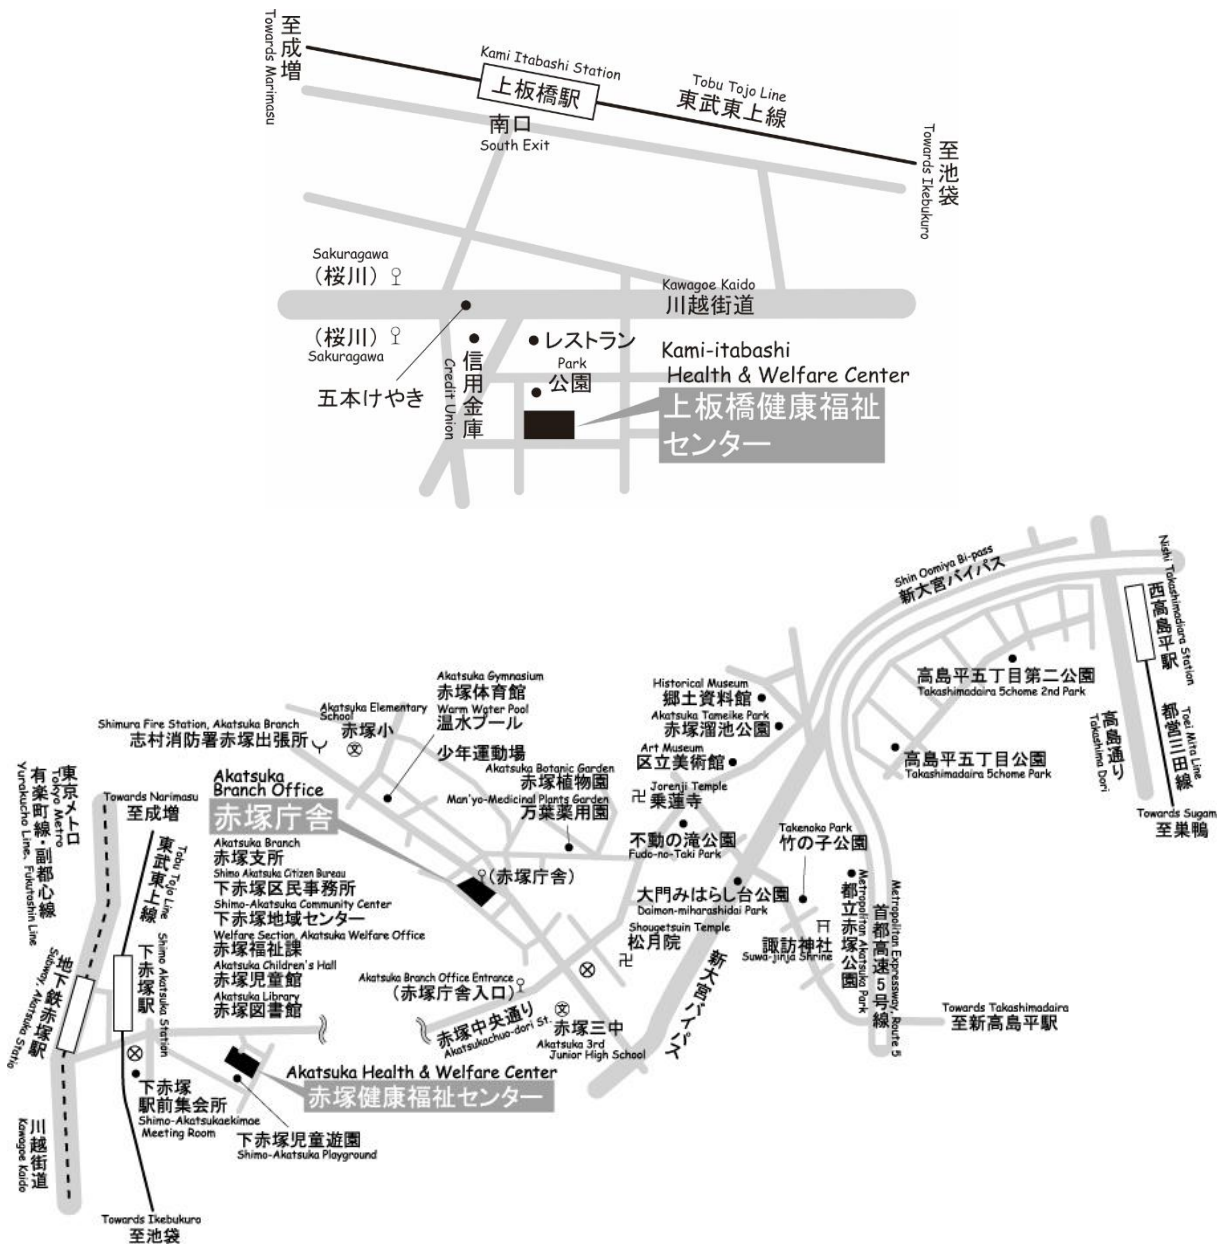 至成増
Towards Marimasu
Kami Itabashi Station
上板橋駅
Tobu Tojo Line
東武東上線
南口
South Exit
至池袋
Towards Ikebukuro
Sakuragawa
(桜川)
Kawagoe Kaido
川越街道
(桜川)
Sakuragawa
五本けやき
信用金庫
Credit Union
レストラン
Park
公園
Kami-itabashi
Health & Welfare Center
上板橋健康福祉
センター
Shin Oomiya Bi-pass
新大宮バイパス
Nishi Takashimadiara Station
西高島平駅
Toei Mita Line
都営三田線
高島平五丁目第二公園
Takashimadaira 5chome 2nd Park
高島通り
Takashima Dori
高島平五丁目公園
Takashimadaira 5chome Park
Towards Sugam
至巣鴨
Historical Museum
郷土資料館
Akatsuka Tameike Park
赤塚溜池公園
Art Museum
区立美術館
Jorenji Temple
乗蓮寺
不動の滝公園
Fudo-no-Taki Park
Takenoko Park
竹の子公園
大門みはらし台公園
Daimon-miharashidai Park
Shougetsuin Temple
松月院
諏訪神社
Suwa-jinja Shrine
都立赤塚公園
Metropolitan Akatsuka Park
首都高速5号線
Metropolitan Expressway, Route 5
Towards Takashimadaira
至新高島平駅
新大宮バイパス
Akatsuka Gymnasium
赤塚体育館
Warm Water Pool
温水プール
少年運動場
Akatsuka Elementary
School
赤塚小
文
Shimura Fire Station, Akatsuka Branch
志村消防署赤塚出張所
Akatsuka Botanic Garden
赤塚植物園
Man'yo-Medicinal Plants Garden
万葉薬用園
Akatsuka
Branch Office
赤塚庁舎
(赤塚庁舎)
Akatsuka Branch
赤塚支所
Shimo Akatsuka Citizen Bureau
下赤塚区民事務所
Shimo-Akatsuka Community Center
下赤塚地域センター
Welfare Section, Akatsuka Welfare Office
赤塚福祉課
Akatsuka Children's Hall
赤塚児童館
Akatsuka Library
赤塚図書館
Akatsuka Branch Office Entrance
(赤塚庁舎入口)
赤塚中央通り
Akatsukachuo-dori St.
文
赤塚三中
Akatsuka 3rd
Junior High School
東京メトロ
Tokyo Metro
有楽町線・副都心線
Yurakucho Line, Fukutoshin Line
Towards Narimasu
至成増
東武東上線
Tobu Tojo Line
下赤塚駅
Shimo Akatsuka Station
地下鉄赤塚駅
Subway, Akatsuka Statio
Akatsuka Health & Welfare Center
赤塚健康福祉センター
下赤塚
駅前集会所
Shimo-Akatsukaekimae
Meeting Room
下赤塚児童遊園
Shimo-Akatsuka Playground
川越街道
Kawagoe Kaido
Towards Ikebukuro
至池袋